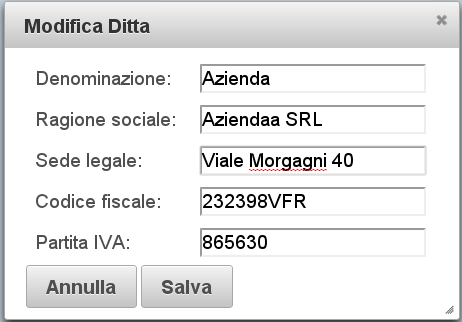 Modifica Ditta
Denominazione: Azienda
Ragione sociale: Aziendaa SRL
Sede legale: Viale Morgagni 40
Codice fiscale: 232398VFR
Partita IVA: 865630
Annulla Salva